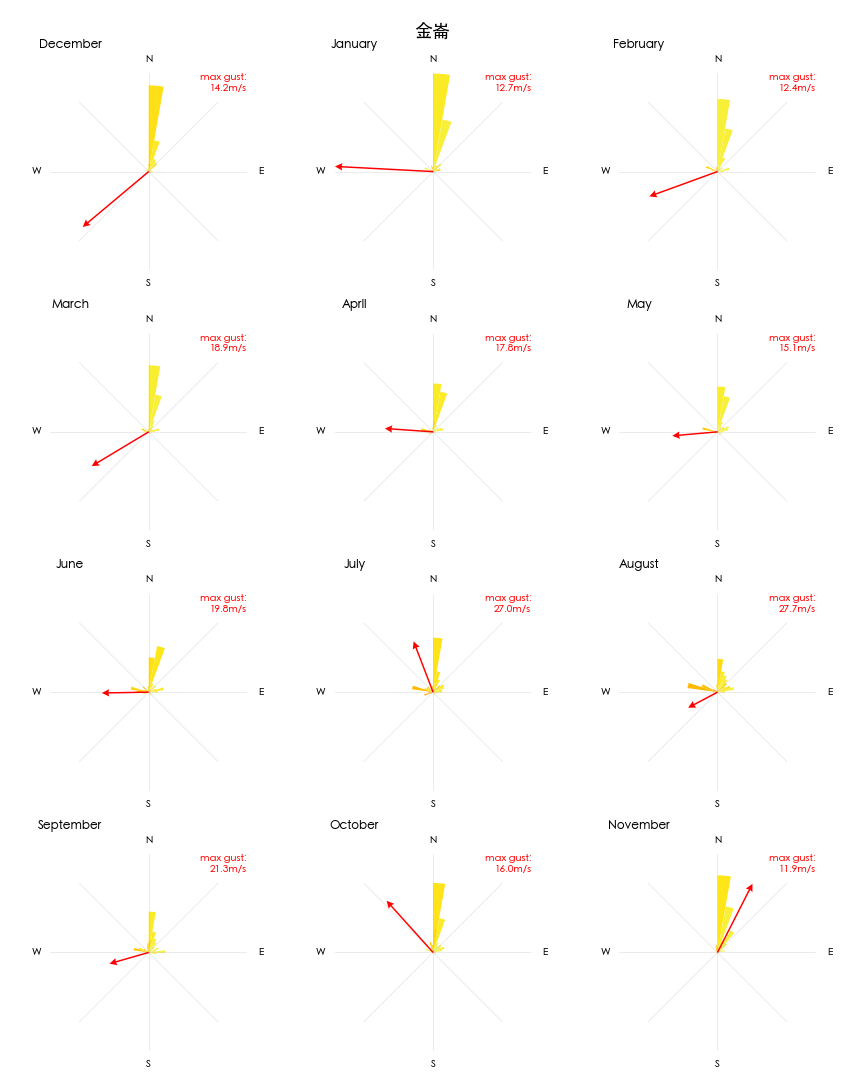 金崙
December
N
max gust:
14.2m/s
W
E
S
January
N
max gust:
12.7m/s
W
E
S
February
N
max gust:
12.4m/s
W
E
S
March
N
max gust:
18.9m/s
W
E
S
April
N
max gust:
17.8m/s
W
E
S
May
N
max gust:
15.1m/s
W
E
S
June
N
max gust:
19.8m/s
W
E
S
July
N
max gust:
27.0m/s
W
E
S
August
N
max gust:
27.7m/s
W
E
S
September
N
max gust:
21.3m/s
W
E
S
October
N
max gust:
16.0m/s
W
E
S
November
N
max gust:
11.9m/s
W
E
S